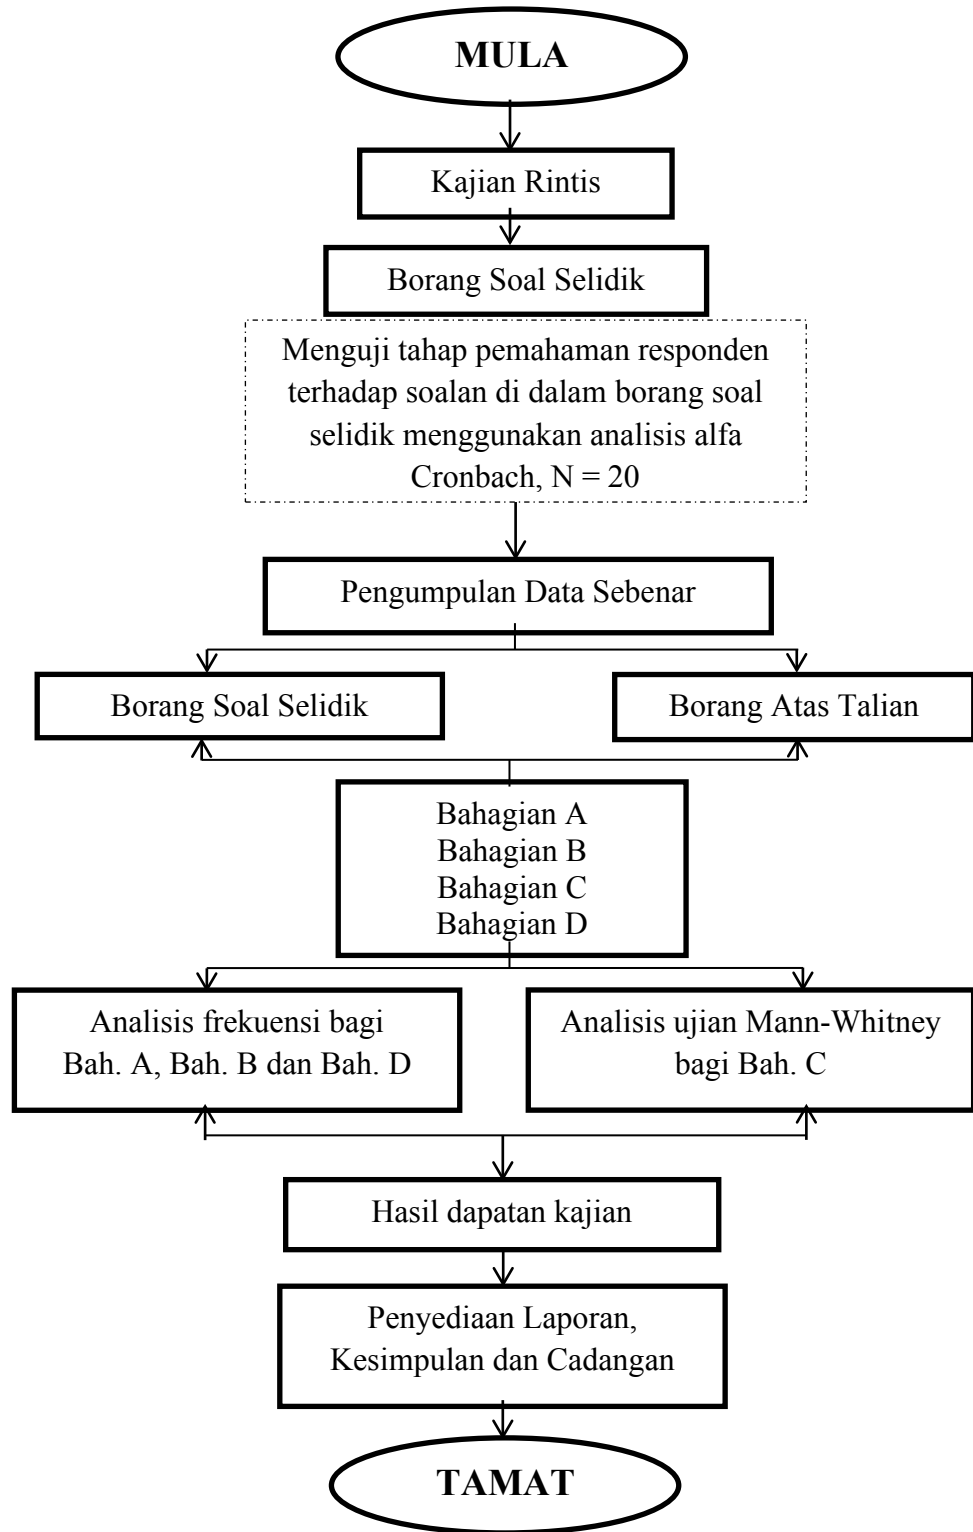 MULA
Kajian Rintis
Borang Soal Selidik
Menguji tahap pemahaman responden
terhadap soalan di dalam borang soal
selidik menggunakan analisis alfa
Cronbach, N = 20
Pengumpulan Data Sebenar
Borang Soal Selidik
Borang Atas Talian
Bahagian A
Bahagian B
Bahagian C
Bahagian D
Analisis frekuensi bagi
Bah. A, Bah. B dan Bah. D
Analisis ujian Mann-Whitney
bagi Bah. C
Hasil dapatan kajian
Penyediaan Laporan,
Kesimpulan dan Cadangan
TAMAT